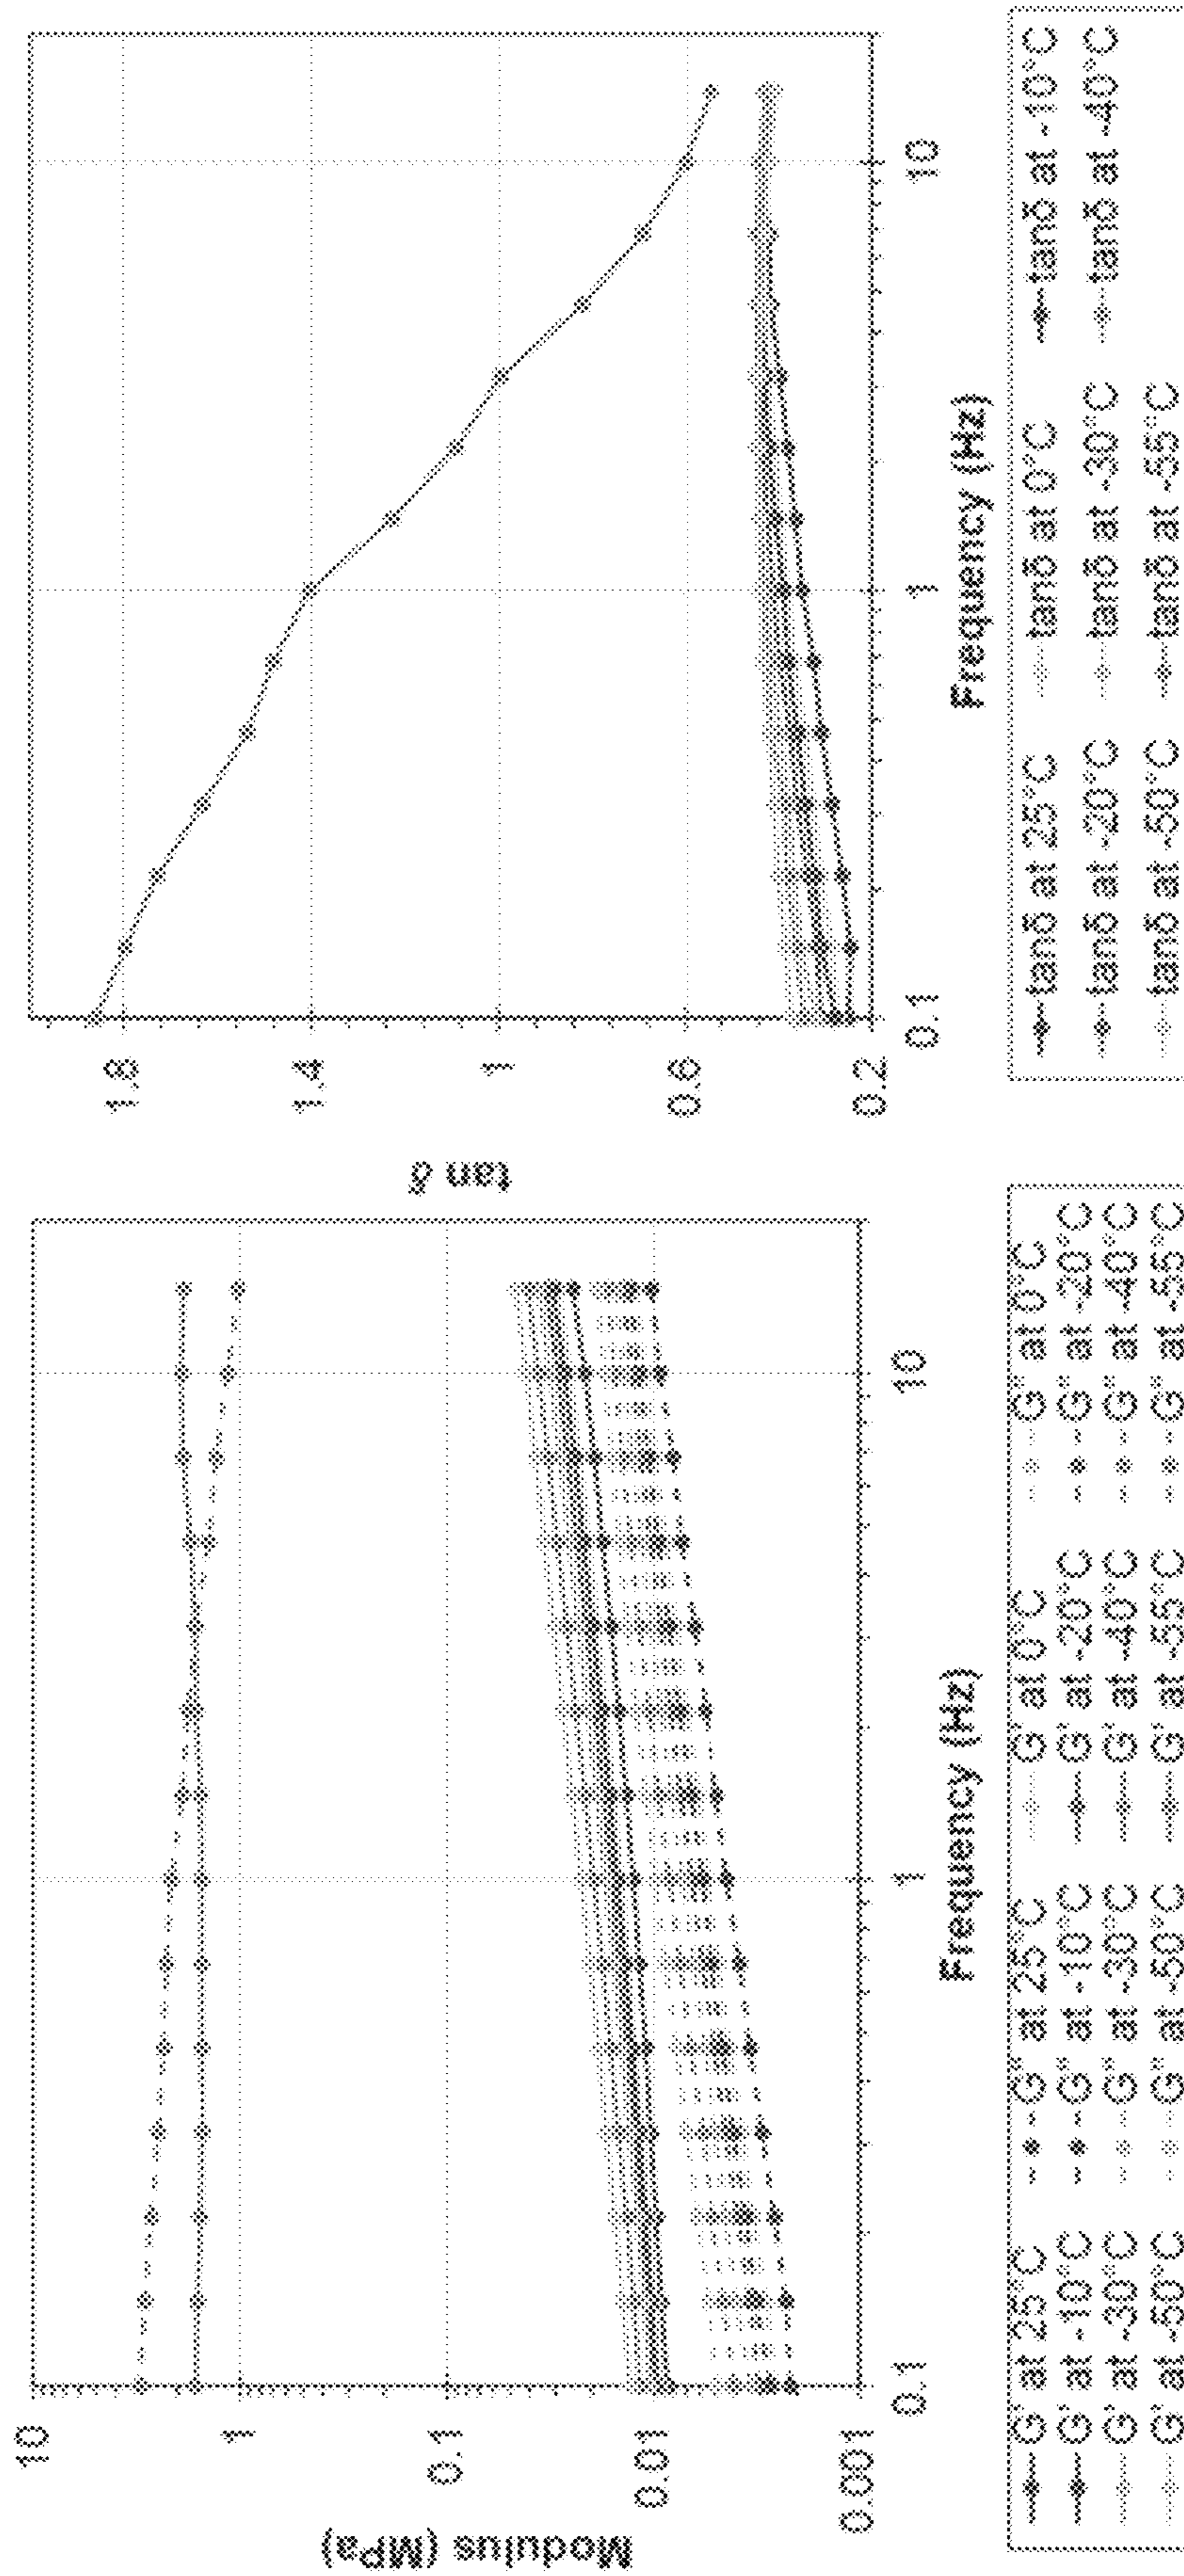 Modulus (MPa)
10
1
0.1
0.01
0.001
0.1
1
10
Frequency (Hz)
G' at 25°C
G" at 25°C
G' at 0°C
G" at 0°C
G' at -10°C
G" at -10°C
G' at -20°C
G" at -20°C
G' at -30°C
G" at -30°C
G' at -40°C
G" at -40°C
G' at -50°C
G" at -50°C
G' at -55°C
G" at -55°C
tan δ
1.8
1.4
1
0.6
0.2
0.1
1
10
Frequency (Hz)
tanδ at 25°C
tanδ at 0°C
tanδ at -10°C
tanδ at -20°C
tanδ at -30°C
tanδ at -40°C
tanδ at -50°C
tanδ at -55°C